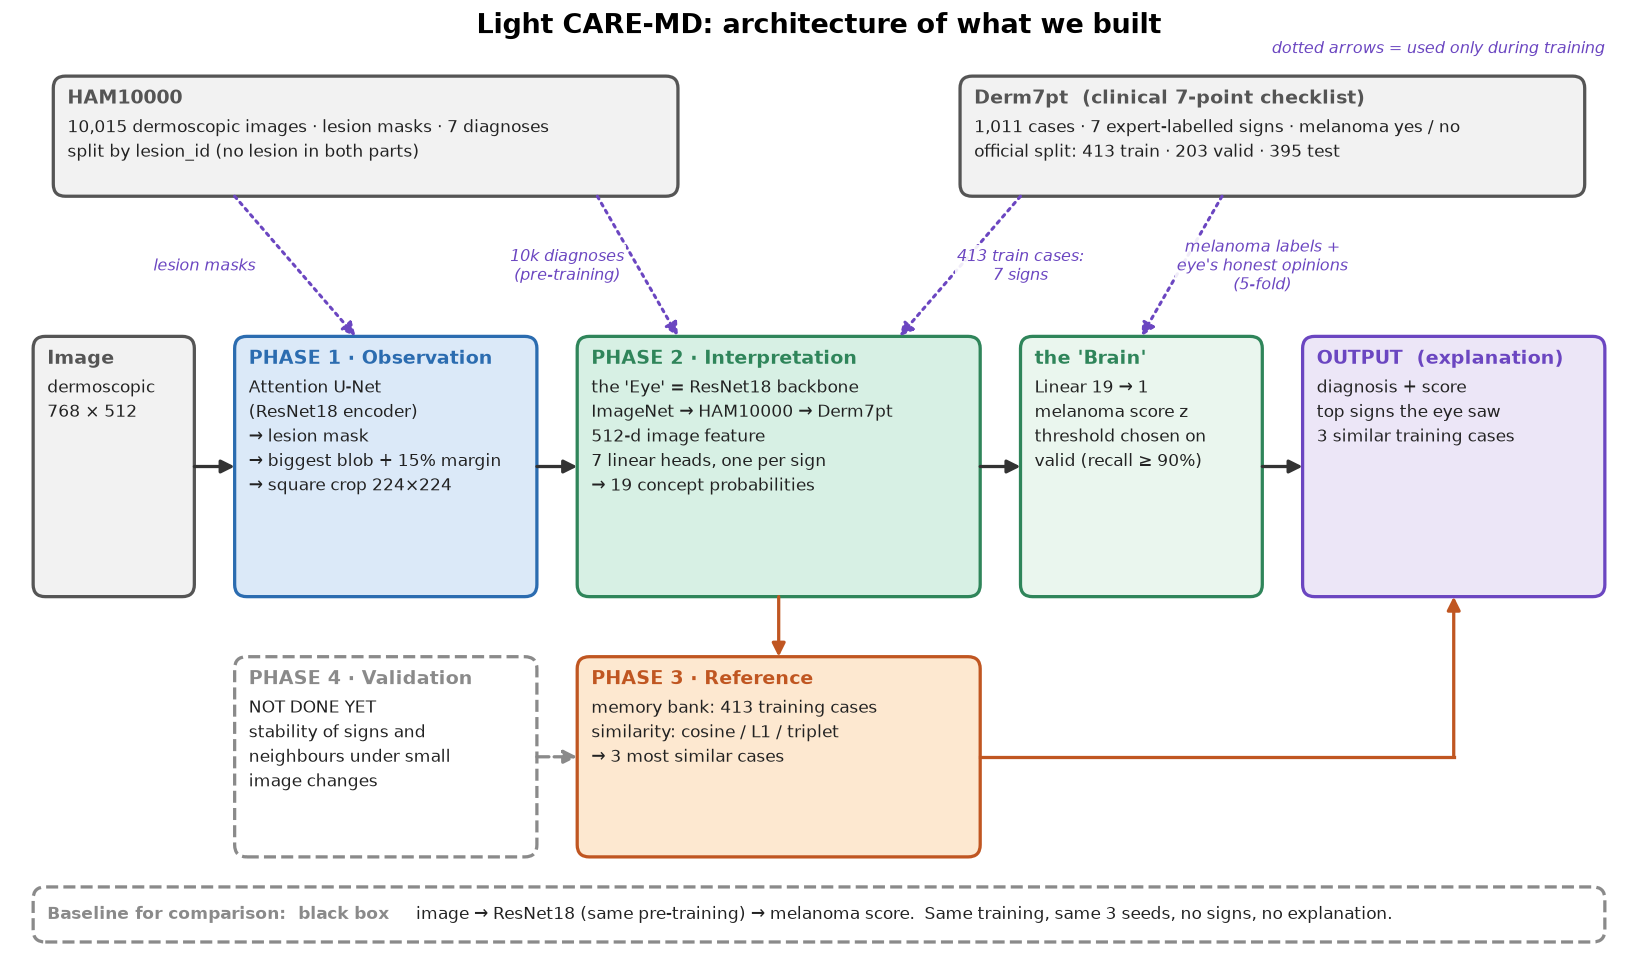 Light CARE-MD: architecture of what we built
dotted arrows = used only during training
HAM10000
10,015 dermoscopic images · lesion masks · 7 diagnoses
split by lesion_id (no lesion in both parts)
Derm7pt  (clinical 7-point checklist)
1,011 cases · 7 expert-labelled signs · melanoma yes / no
official split: 413 train · 203 valid · 395 test
lesion masks
10k diagnoses
(pre-training)
413 train cases:
7 signs
melanoma labels +
eye's honest opinions
(5-fold)
Image
dermoscopic
768 × 512
PHASE 1 · Observation
Attention U-Net
(ResNet18 encoder)
→ lesion mask
→ biggest blob + 15% margin
→ square crop 224×224
PHASE 2 · Interpretation
the 'Eye' = ResNet18 backbone
ImageNet → HAM10000 → Derm7pt
512-d image feature
7 linear heads, one per sign
→ 19 concept probabilities
the 'Brain'
Linear 19 → 1
melanoma score z
threshold chosen on
valid (recall ≥ 90%)
OUTPUT  (explanation)
diagnosis + score
top signs the eye saw
3 similar training cases
PHASE 4 · Validation
NOT DONE YET
stability of signs and
neighbours under small
image changes
PHASE 3 · Reference
memory bank: 413 training cases
similarity: cosine / L1 / triplet
→ 3 most similar cases
Baseline for comparison:  black box    image → ResNet18 (same pre-training) → melanoma score.  Same training, same 3 seeds, no signs, no explanation.